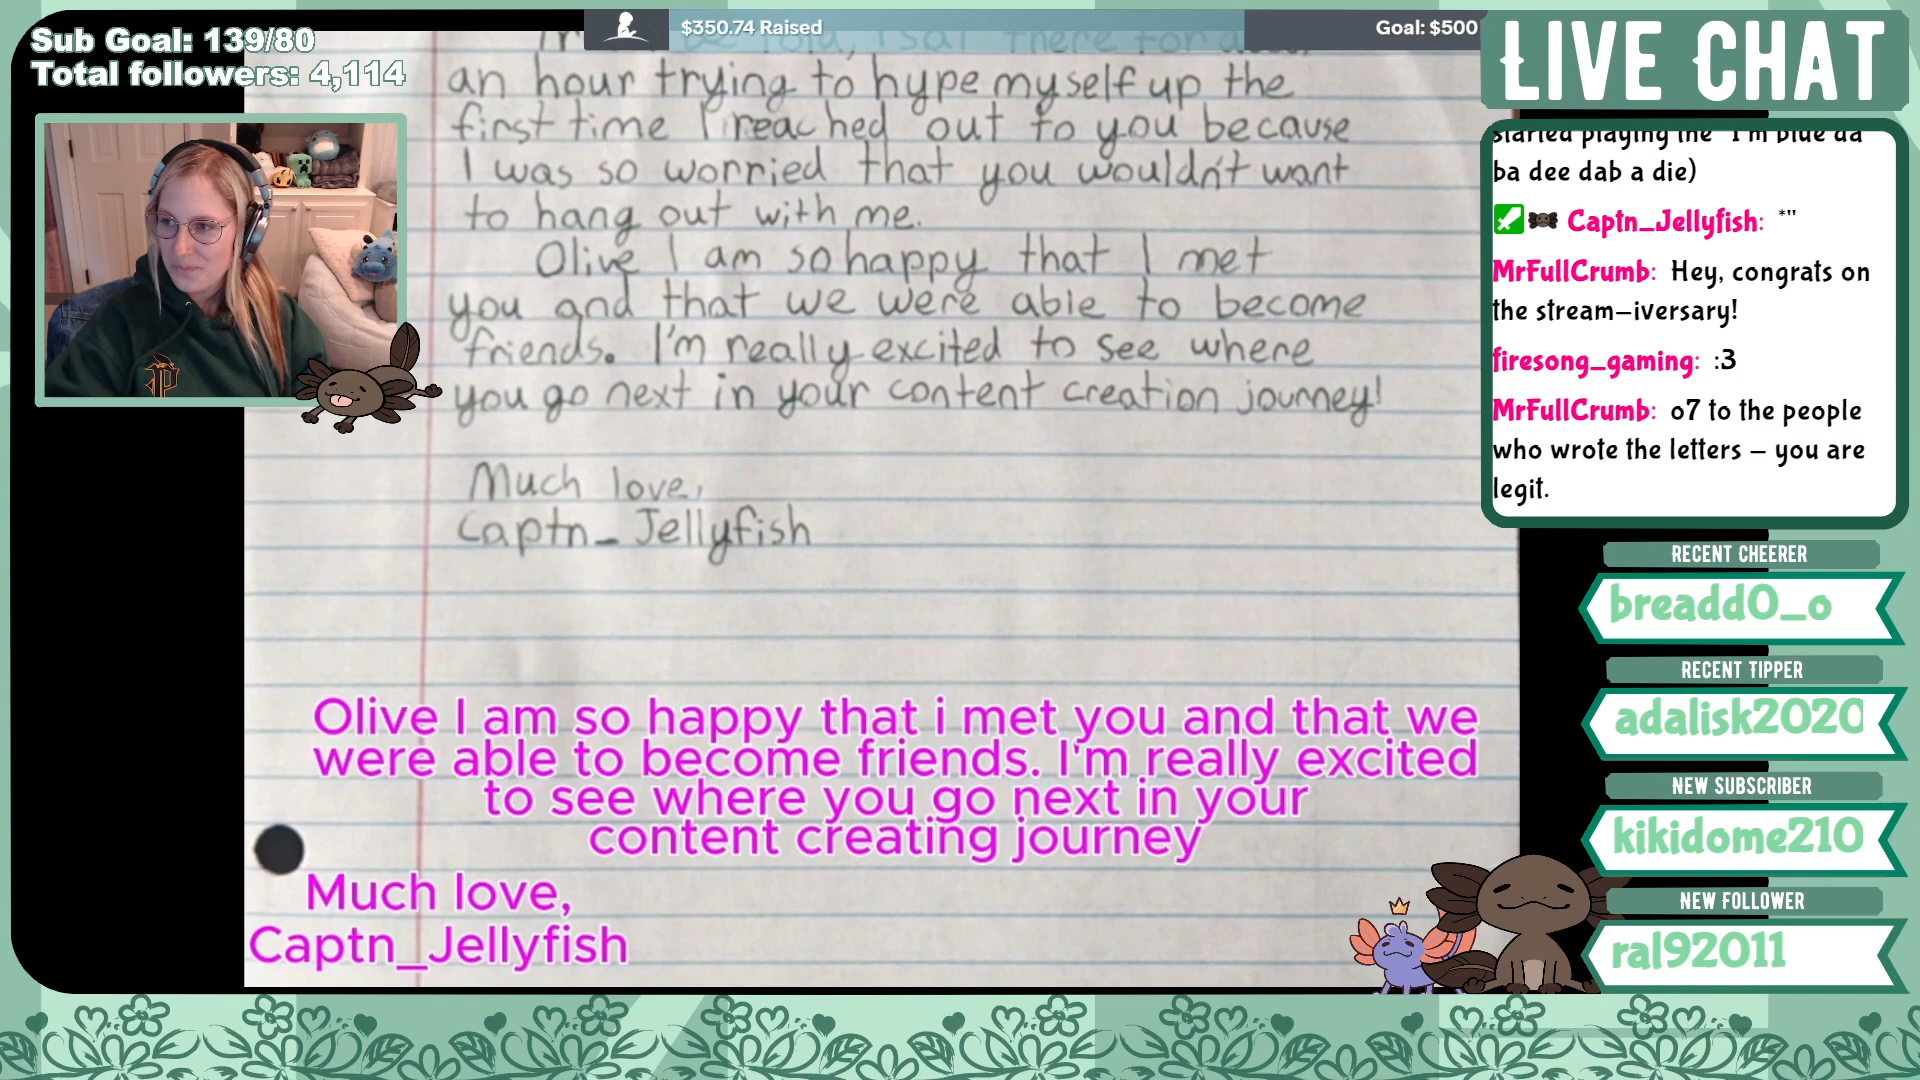 Sub Goal: 139/80
Total followers: 4,114
$350.74 Raised
Goal: $500
an hour trying to hype myself up the
first time I reached out to you because
I was so worried that you wouldn't want
to hang out with me.
Olive I am so happy that I met
you and that we were able to become
friends. I'm really excited to see where
you go next in your content creation journey!
Much love,
Captn_Jellyfish
Olive I am so happy that i met you and that we
were able to become friends. I'm really excited
to see where you go next in your
content creating journey
Much love,
Captn_Jellyfish
LIVE CHAT
started playing the "I'm blue da
ba dee dab a die)
Captn_Jellyfish: *"
MrFullCrumb: Hey, congrats on
the stream-iversary!
firesong_gaming: :3
MrFullCrumb: o7 to the people
who wrote the letters – you are
legit.
RECENT CHEERER
breadd0_o
RECENT TIPPER
adalisk2020
NEW SUBSCRIBER
kikidome210
NEW FOLLOWER
ral92011